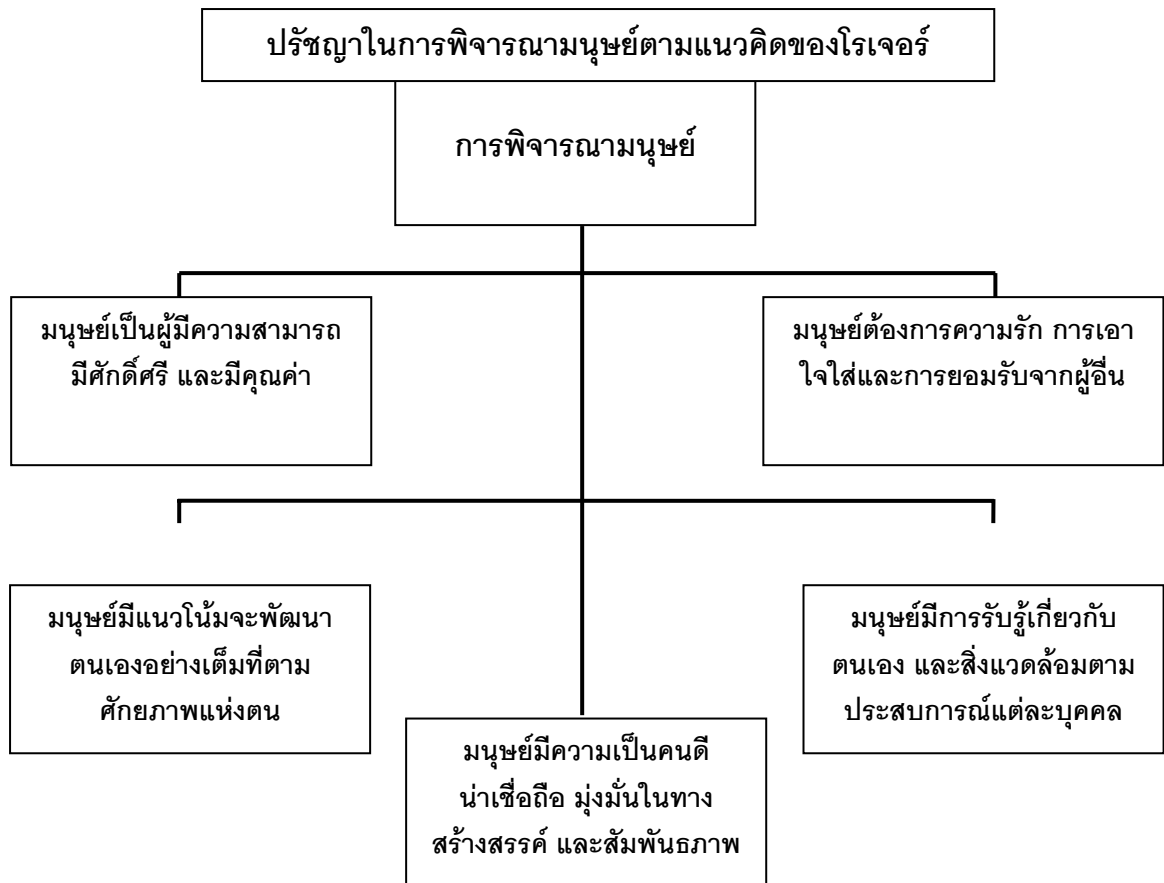 ปรัชญาในการพิจารณามนุษย์ตามแนวคิดของโรเจอร์
การพิจารณามนุษย์
มนุษย์เป็นผู้มีความสามารถ
มีศักดิ์ศรี และมีคุณค่า
มนุษย์ต้องการความรัก การเอา
ใจใส่และการยอมรับจากผู้อื่น
มนุษย์มีแนวโน้มจะพัฒนา
ตนเองอย่างเต็มที่ตาม
ศักยภาพแห่งตน
มนุษย์มีการรับรู้เกี่ยวกับ
ตนเอง และสิ่งแวดล้อมตาม
ประสบการณ์แต่ละบุคคล
มนุษย์มีความเป็นคนดี
น่าเชื่อถือ มุ่งมั่นในทาง
สร้างสรรค์ และสัมพันธภาพ